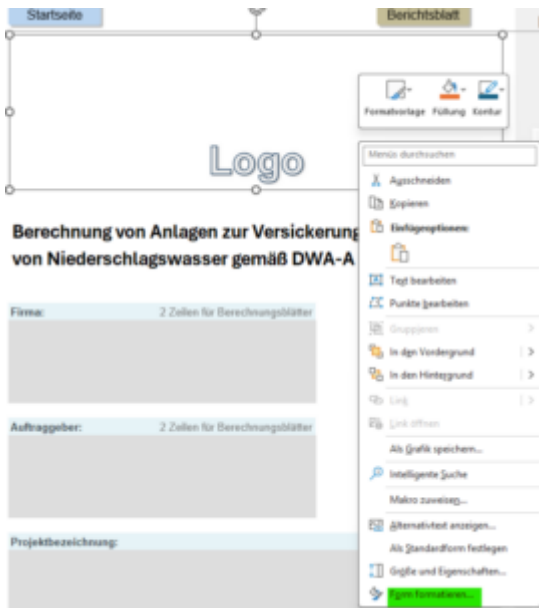 Startseite
Berichtsblatt
Formatvorlage Füllung Kontur
Logo
Menüs durchsuchen
Ausschneiden
Kopieren
Einfügeoptionen:
Text bearbeiten
Punkte bearbeiten
Gruppieren
In den Vordergrund
In den Hintergrund
Link
Link öffnen
Als Grafik speichern...
Intelligente Suche
Makro zuweisen...
Alternativtext anzeigen...
Als Standardform festlegen
Größe und Eigenschaften...
Form formatieren...
Berechnung von Anlagen zur Versickerung
von Niederschlagswasser gemäß DWA-A
Firma: 2 Zeilen für Berechnungsblätter
Auftraggeber: 2 Zeilen für Berechnungsblätter
Projektbezeichnung: